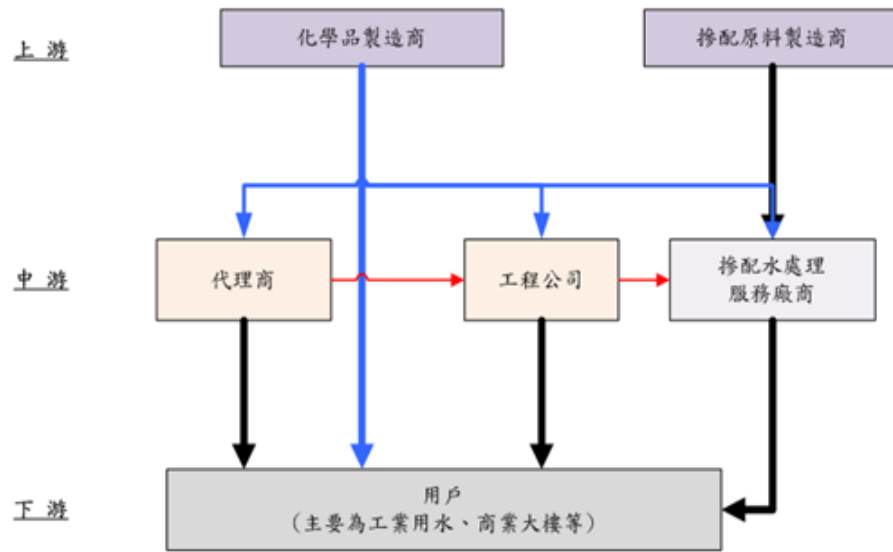 上 游
化學品製造商
摻配原料製造商
中 游
代理商
工程公司
摻配水處理
服務廠商
下 游
用戶
（主要為工業用水、商業大樓等）